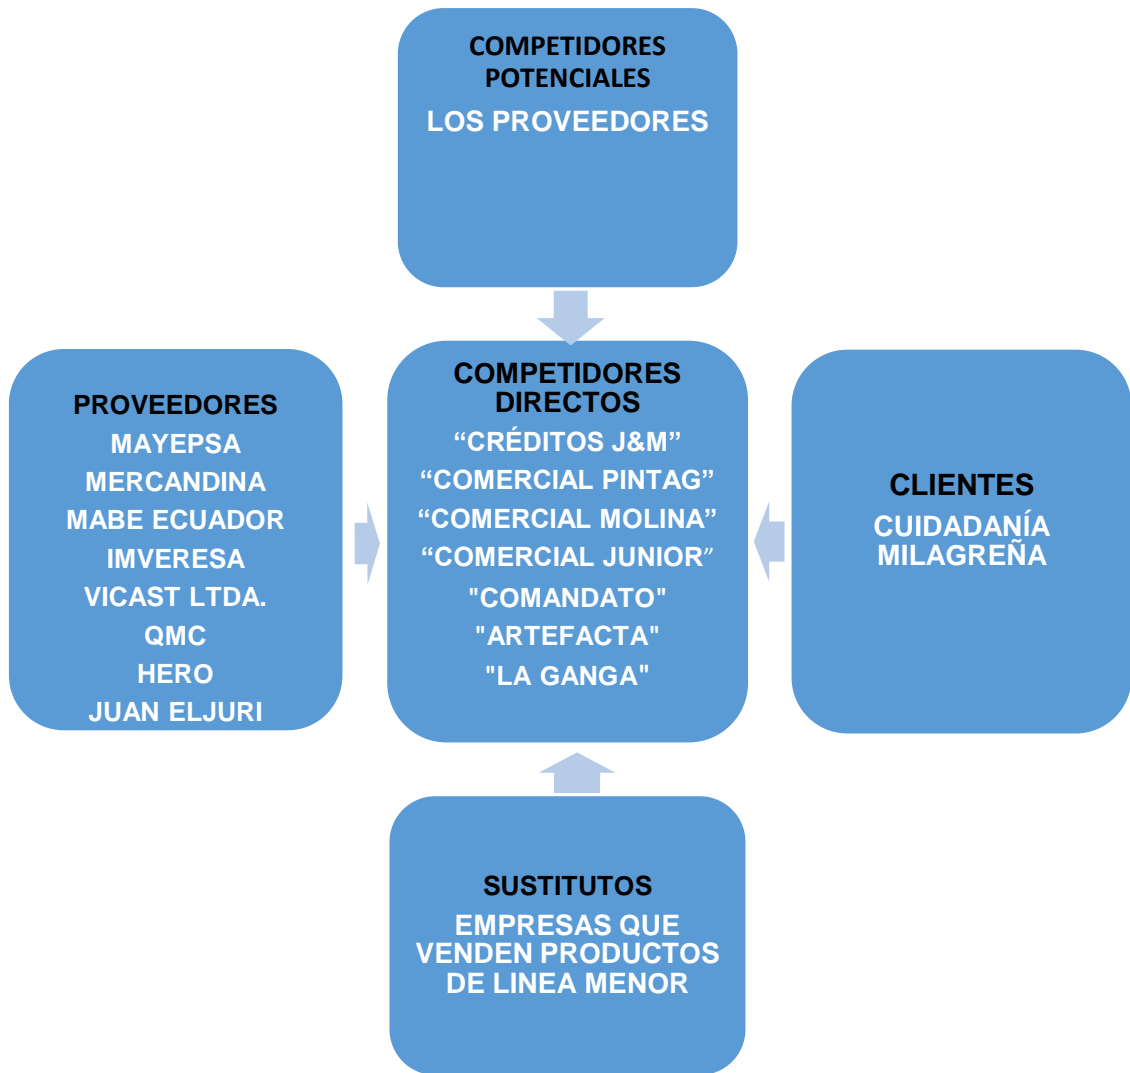 COMPETIDORES
POTENCIALES
LOS PROVEEDORES
PROVEEDORES
MAYEPSA
MERCANDINA
MABE ECUADOR
IMVERESA
VICAST LTDA.
QMC
HERO
JUAN ELJURI
COMPETIDORES
DIRECTOS
“CRÉDITOS J&M”
“COMERCIAL PINTAG”
“COMERCIAL MOLINA”
“COMERCIAL JUNIOR”
"COMANDATO"
"ARTEFACTA"
"LA GANGA"
CLIENTES
CUIDADANÍA
MILAGREÑA
SUSTITUTOS
EMPRESAS QUE
VENDEN PRODUCTOS
DE LINEA MENOR